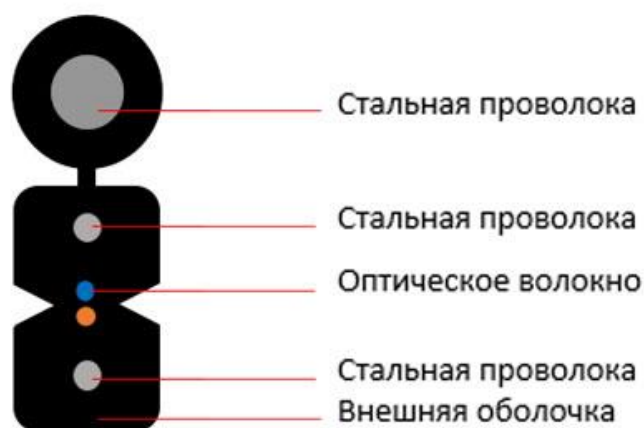 Стальная проволока
Стальная проволока
Оптическое волокно
Стальная проволока
Внешняя оболочка